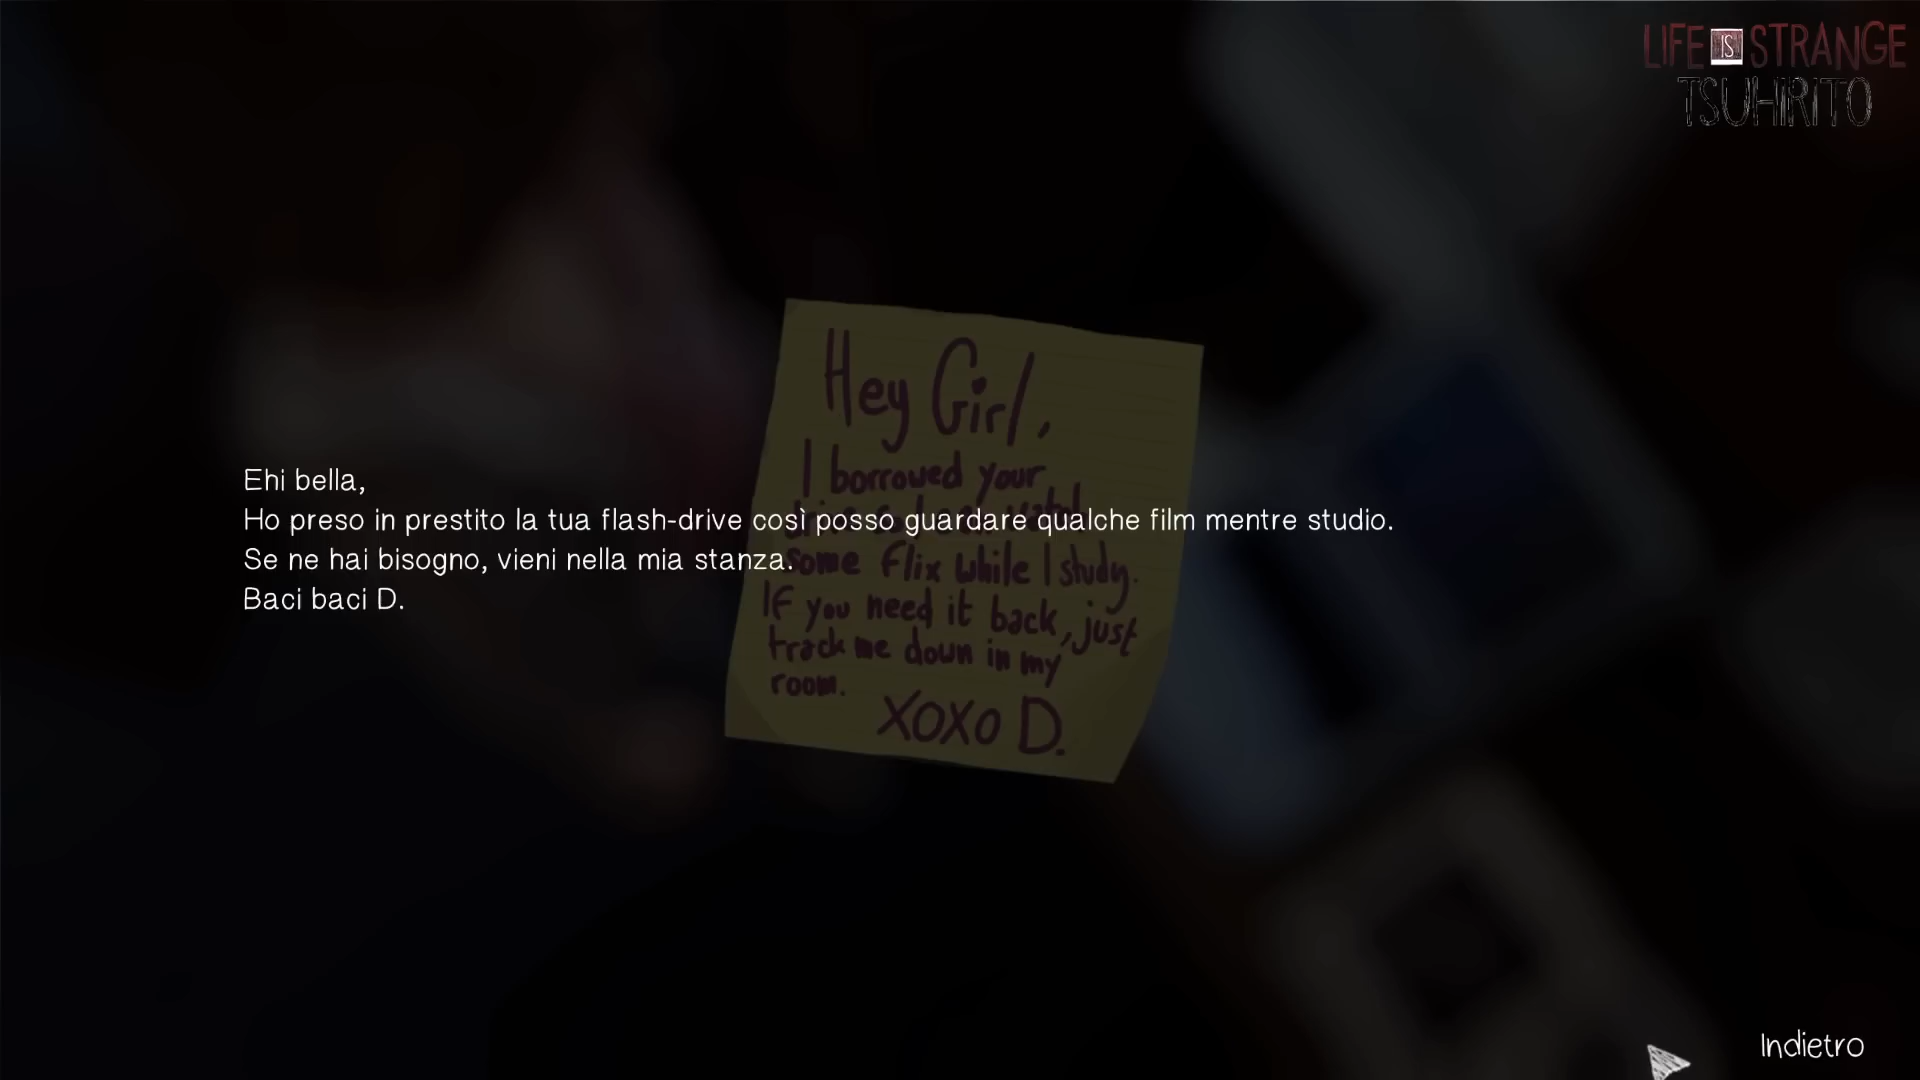 LIFE IS STRANGE
TSUHIRITO
Hey Girl,
I borrowed your
some flix while I study.
If you need it back, just
track me down in my
room.
XOXO D.
Ehi bella,
Ho preso in prestito la tua flash-drive così posso guardare qualche film mentre studio.
Se ne hai bisogno, vieni nella mia stanza.
Baci baci D.
Indietro